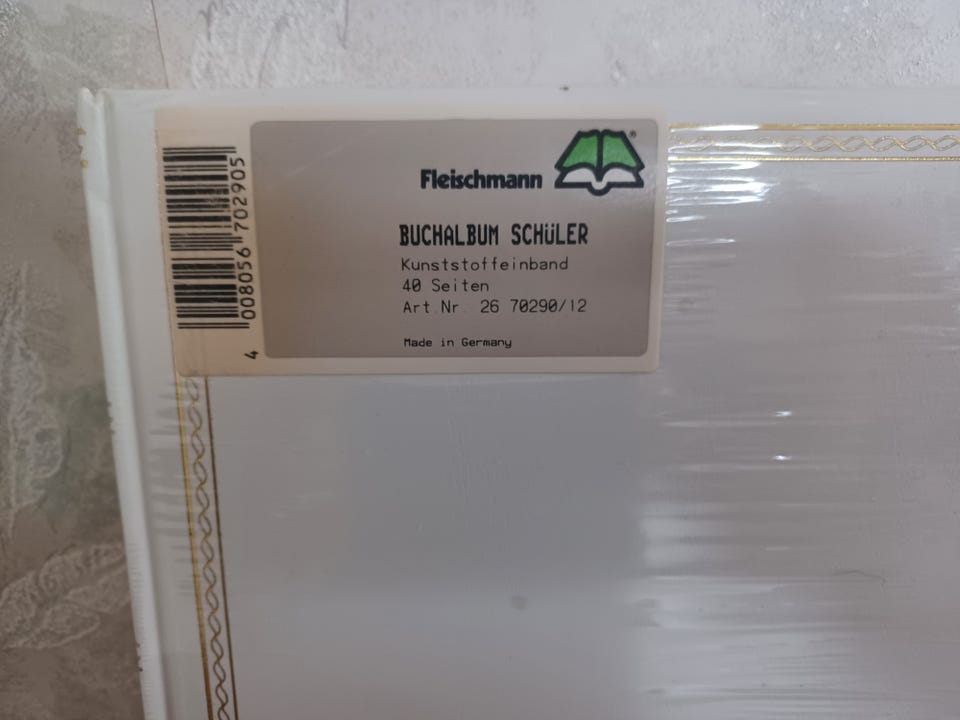 Fleischmann®
BUCHALBUM SCHÜLER
Kunststoffeinband
40 Seiten
Art.Nr. 26 70290/12
Made in Germany
4 008056 702905